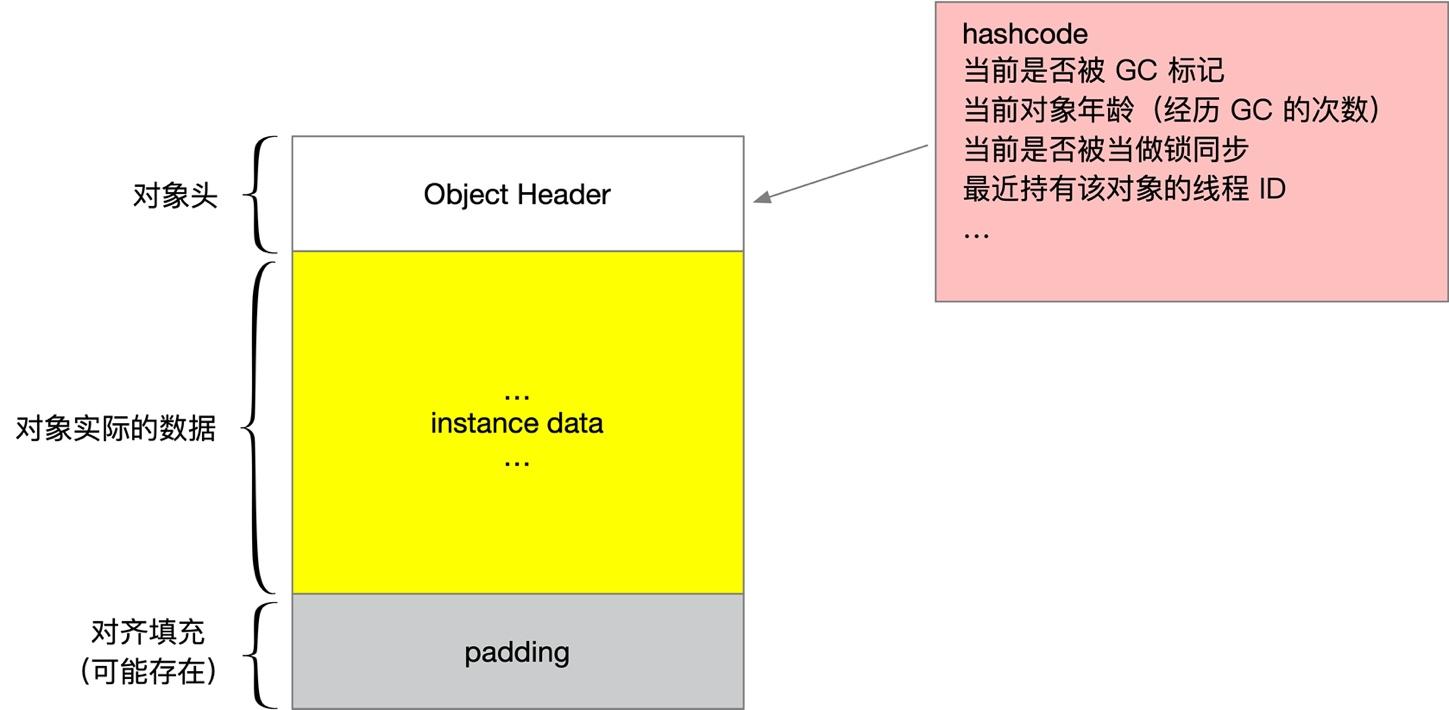 hashcode
当前是否被 GC 标记
当前对象年龄（经历 GC 的次数）
当前是否被当做锁同步
最近持有该对象的线程 ID
...
对象头
Object Header
对象实际的数据
...
instance data
...
对齐填充
（可能存在）
padding